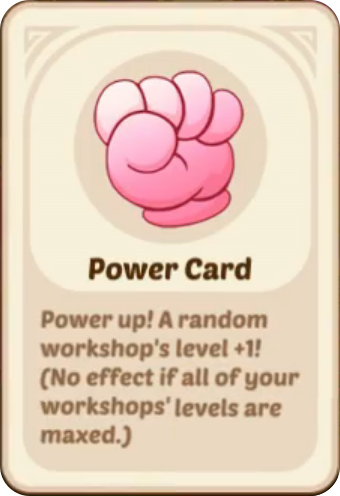 Power Card
Power up! A random
workshop's level +1!
(No effect if all of your
workshops' levels are
maxed.)